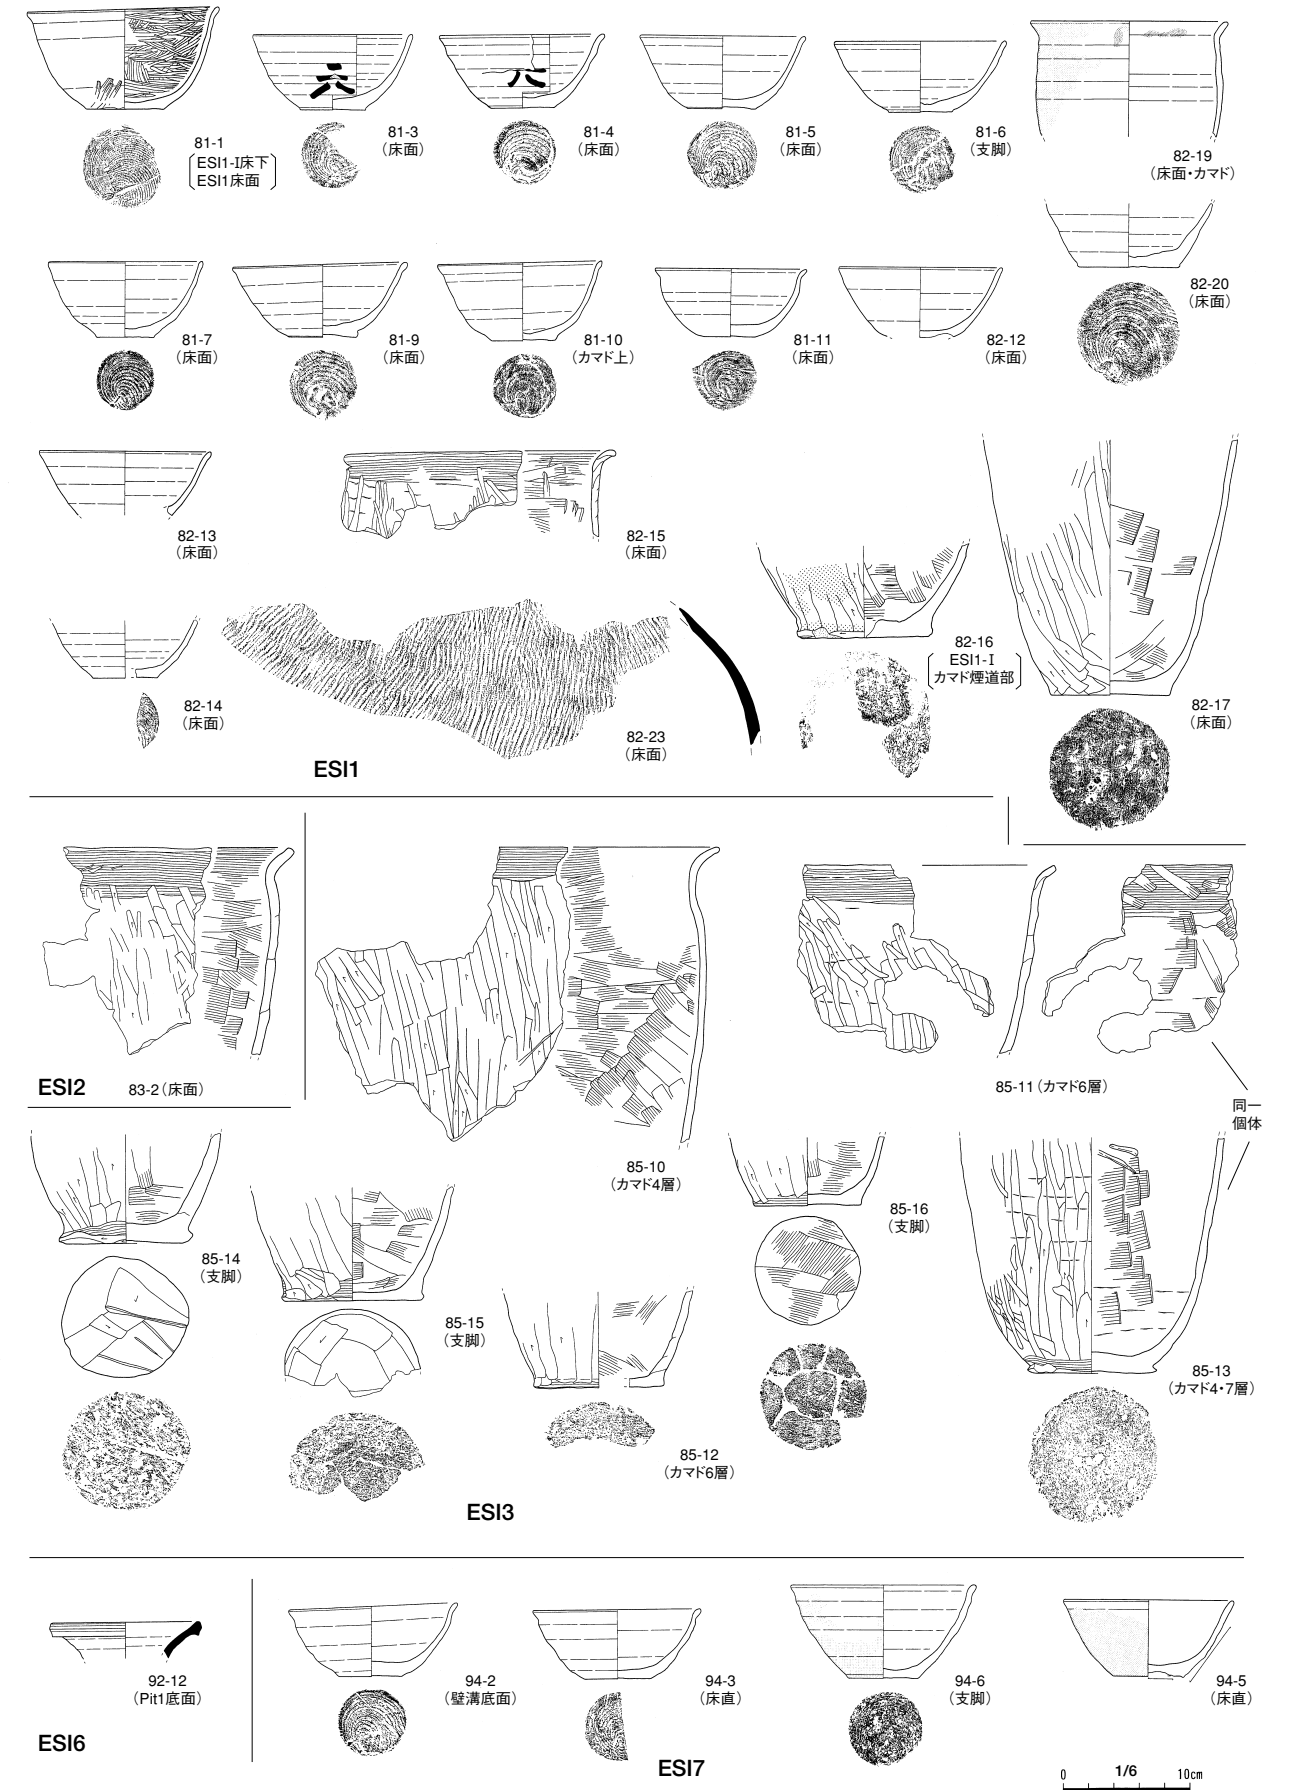 六
八
81-1
ESI1-I床下
ESI1床面
81-3
（床面）
81-4
（床面）
81-5
（床面）
81-6
（支脚）
82-19
（床面・カマド）
82-20
（床面）
81-7
（床面）
81-9
（床面）
81-10
（カマド上）
81-11
（床面）
82-12
（床面）
82-13
（床面）
82-15
（床面）
82-16
ESI1-I
カマド煙道部
82-17
（床面）
82-14
（床面）
82-23
（床面）
ESI1
ESI2
83-2（床面）
85-10
（カマド4層）
85-11（カマド6層）
同一
個体
85-14
（支脚）
85-15
（支脚）
85-16
（支脚）
85-12
（カマド6層）
85-13
（カマド4・7層）
ESI3
92-12
（Pit1底面）
ESI6
94-2
（壁溝底面）
94-3
（床直）
94-6
（支脚）
94-5
（床直）
ESI7
0 1/6 10cm